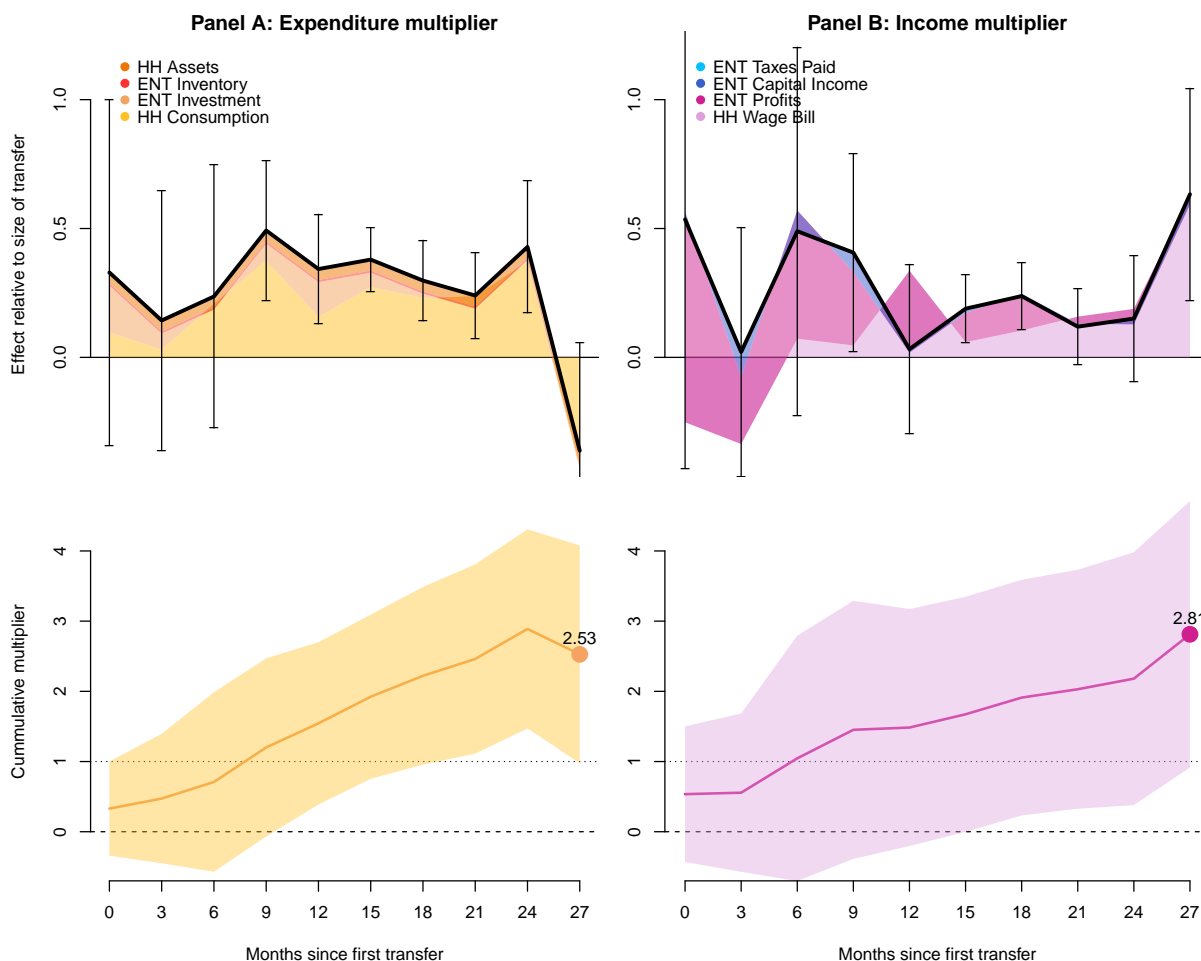 Panel A: Expenditure multiplier
HH Assets
ENT Inventory
ENT Investment
HH Consumption
Effect relative to size of transfer
1.0
0.5
0.0
Panel B: Income multiplier
ENT Taxes Paid
ENT Capital Income
ENT Profits
HH Wage Bill
1.0
0.5
0.0
Cummulative multiplier
4
3
2
1
0
2.53
0 3 6 9 12 15 18 21 24 27
Months since first transfer
4
3
2
1
0
2.81
0 3 6 9 12 15 18 21 24 27
Months since first transfer